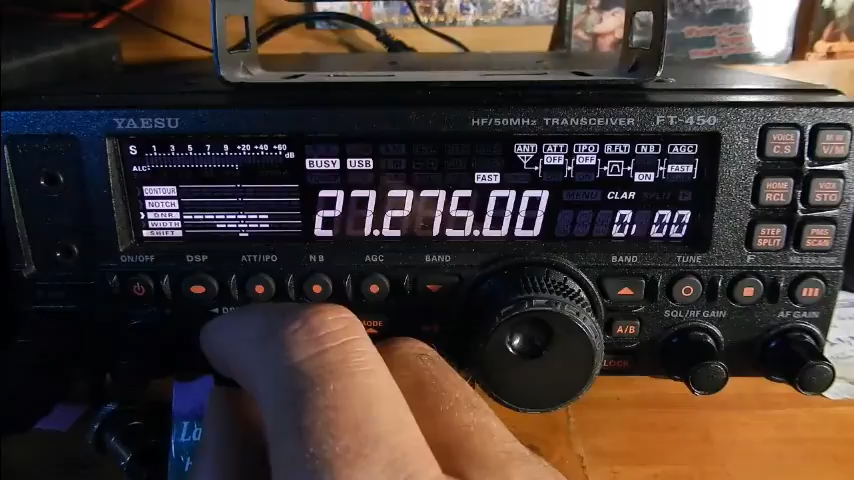 YAESU
HF/50MHz TRANSCEIVER FT-450
S 1 3 5 7 9 +20 +40 +60 dB
ALC:
BUSY USB
FAST
ANT ATT IPO R.FLT NB AGC
OFF OFF ON FAST
CONTOUR
NOTCH
DNR
WIDTH
SHIFT
MENU CLAR SPLIT
27.275.00
0.00
VOICE C.S
M▸M V/M
HOME RCL
VOX STO
STEP SPLIT
PMS SCAN
ON/OFF DSP ATT/IPO NB AGC BAND BAND TUNE F METER
MODE
A/B
LOCK
SQL/RF GAIN AF GAIN